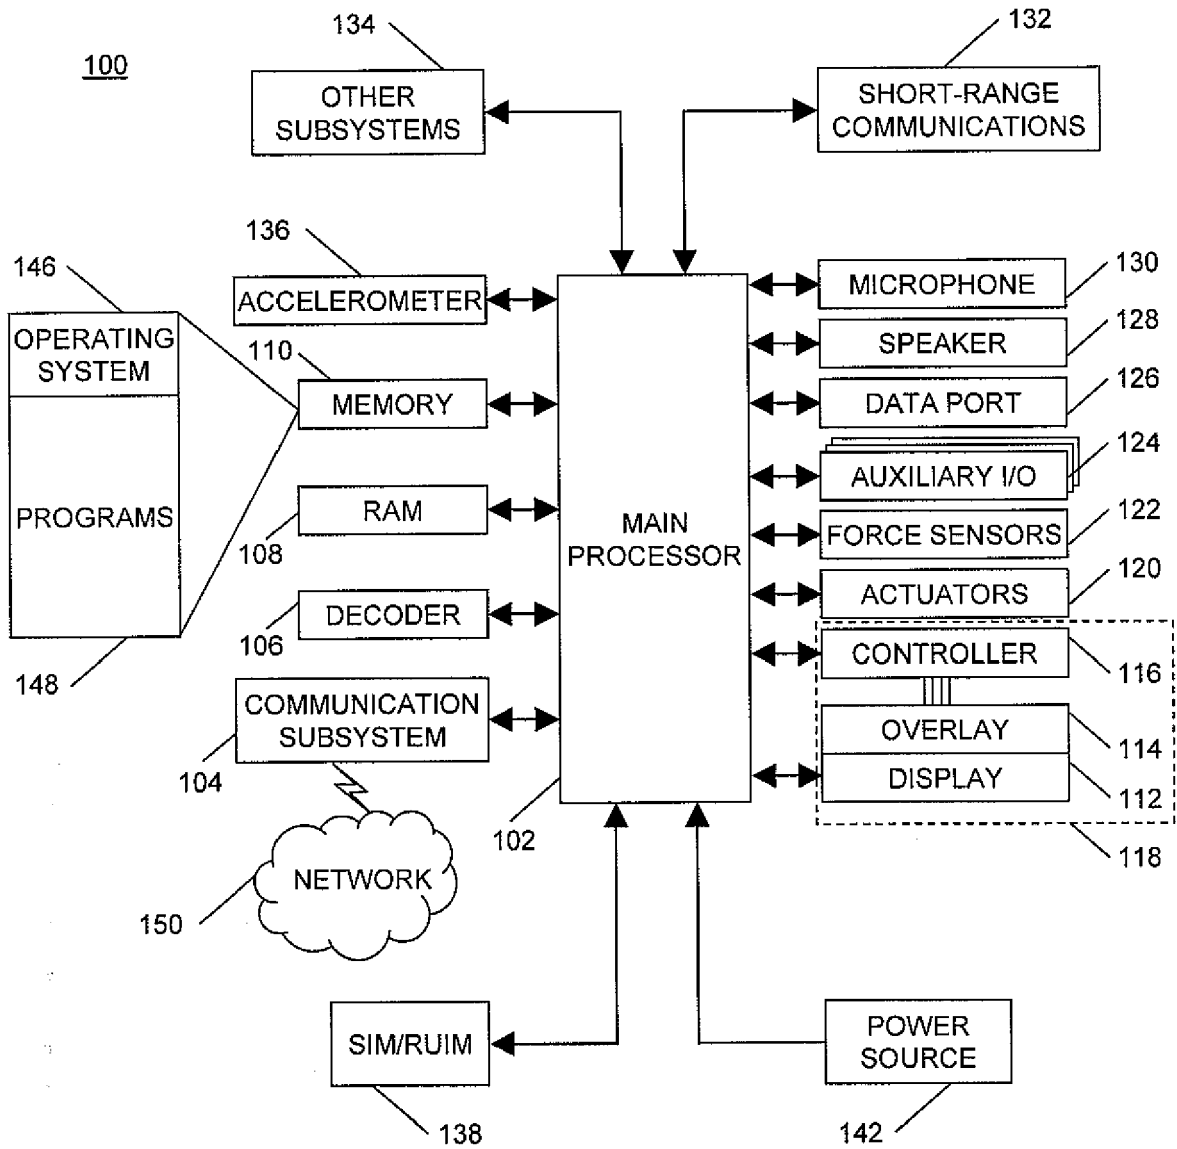 134
132
100
OTHER
SUBSYSTEMS
SHORT-RANGE
COMMUNICATIONS
136
146
ACCELEROMETER
MICROPHONE
130
OPERATING
SYSTEM
110
SPEAKER
128
MEMORY
DATA PORT
126
AUXILIARY I/O
124
PROGRAMS
RAM
108
MAIN
PROCESSOR
FORCE SENSORS
122
ACTUATORS
120
DECODER
106
CONTROLLER
116
148
COMMUNICATION
SUBSYSTEM
104
OVERLAY
114
DISPLAY
112
102
118
NETWORK
150
SIM/RUIM
138
POWER
SOURCE
142